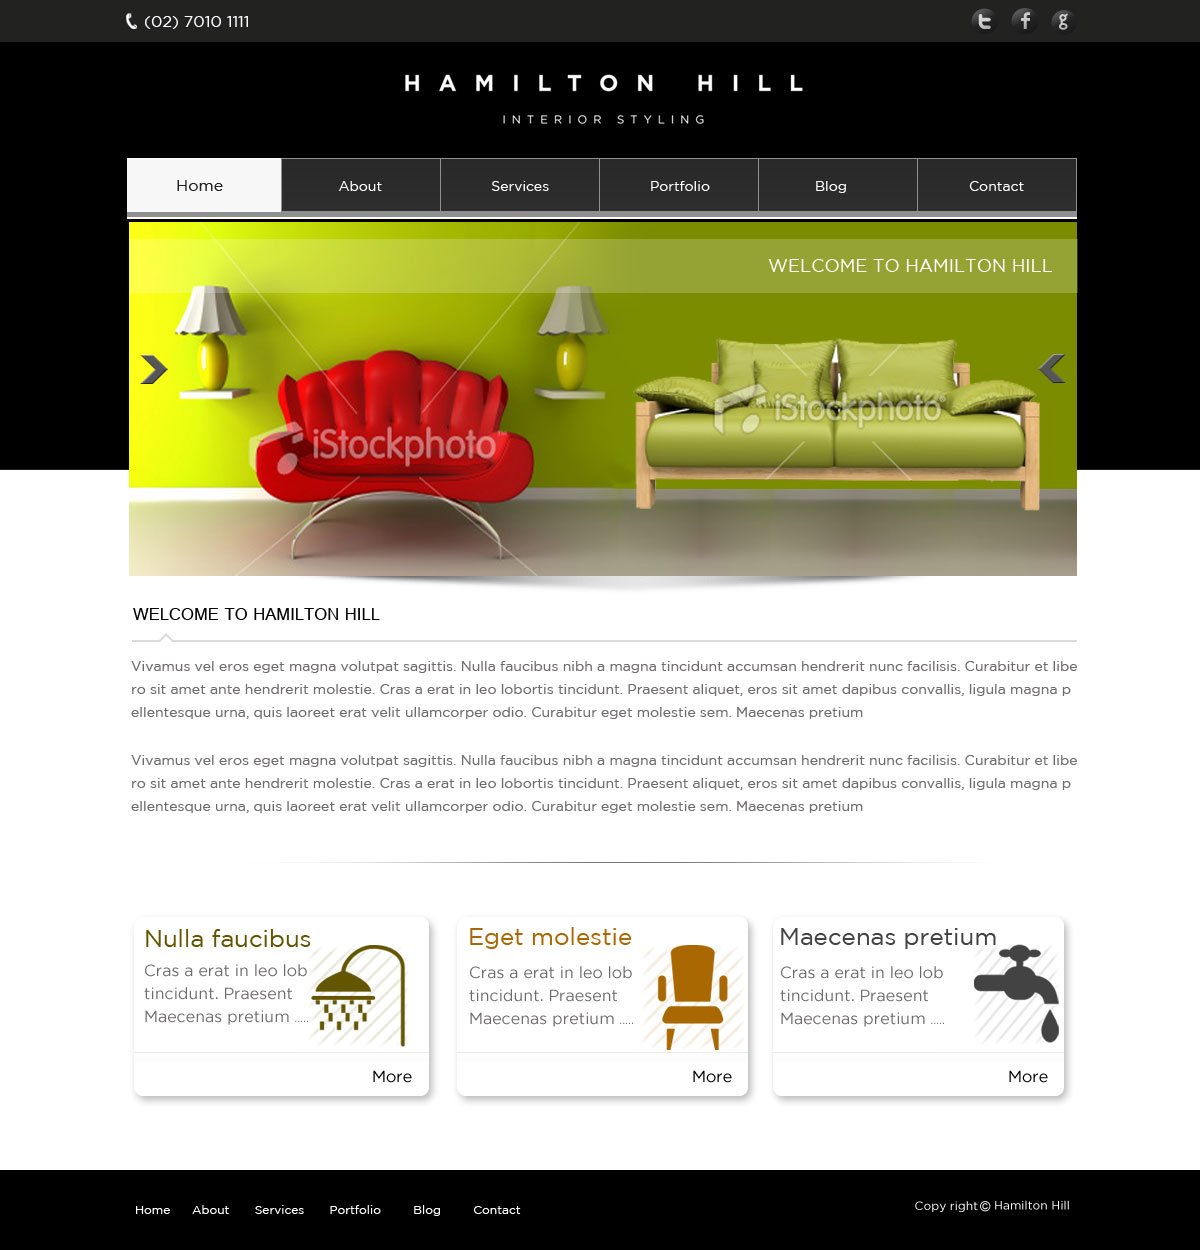 (02) 7010 1111
HAMILTON HILL
INTERIOR STYLING
Home About Services Portfolio Blog Contact
WELCOME TO HAMILTON HILL
iStockphoto
iStockphoto
WELCOME TO HAMILTON HILL
Vivamus vel eros eget magna volutpat sagittis. Nulla faucibus nibh a magna tincidunt accumsan hendrerit nunc facilisis. Curabitur et libe
ro sit amet ante hendrerit molestie. Cras a erat in leo lobortis tincidunt. Praesent aliquet, eros sit amet dapibus convallis, ligula magna p
ellentesque urna, quis laoreet erat velit ullamcorper odio. Curabitur eget molestie sem. Maecenas pretium
Vivamus vel eros eget magna volutpat sagittis. Nulla faucibus nibh a magna tincidunt accumsan hendrerit nunc facilisis. Curabitur et libe
ro sit amet ante hendrerit molestie. Cras a erat in leo lobortis tincidunt. Praesent aliquet, eros sit amet dapibus convallis, ligula magna p
ellentesque urna, quis laoreet erat velit ullamcorper odio. Curabitur eget molestie sem. Maecenas pretium
Nulla faucibus
Cras a erat in leo lob
tincidunt. Praesent
Maecenas pretium .....
More
Eget molestie
Cras a erat in leo lob
tincidunt. Praesent
Maecenas pretium .....
More
Maecenas pretium
Cras a erat in leo lob
tincidunt. Praesent
Maecenas pretium .....
More
Home About Services Portfolio Blog Contact
Copy right© Hamilton Hill